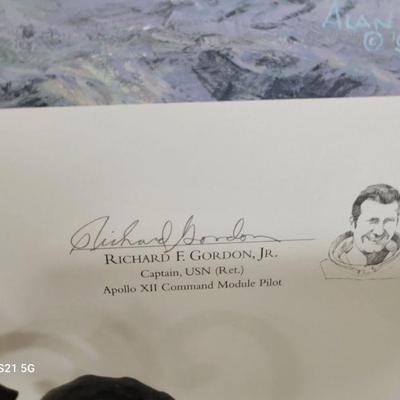 ALAN
©
Richard Gordon
RICHARD F. GORDON, JR.
Captain, USN (Ret.)
Apollo XII Command Module Pilot
S21 5G